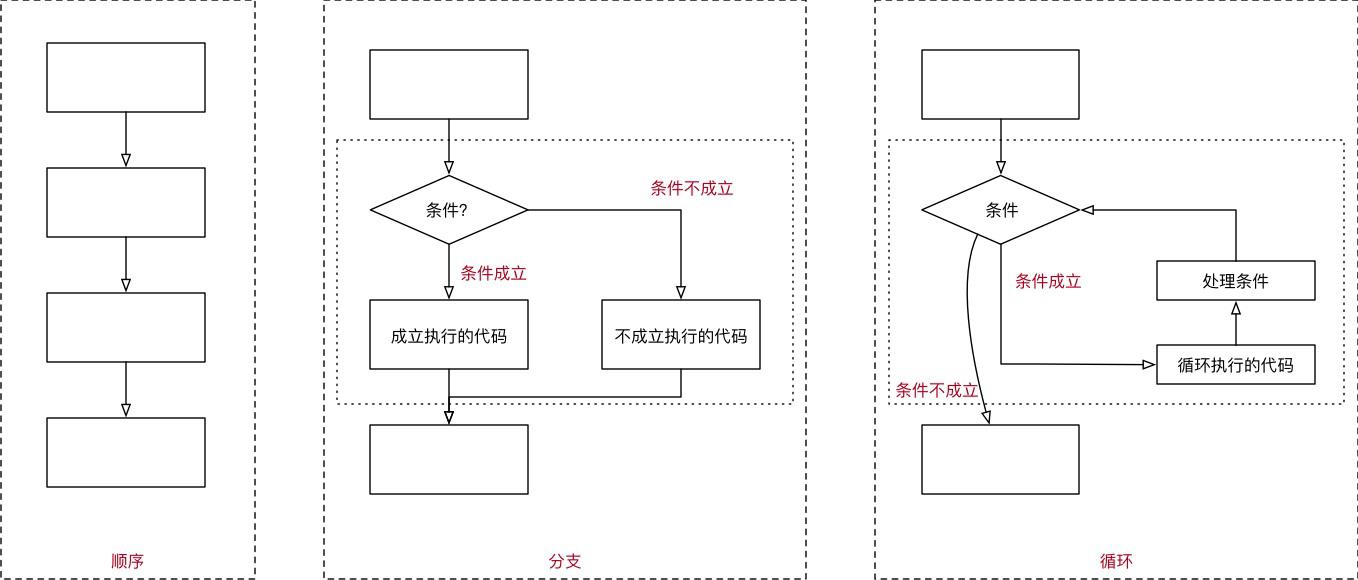 条件?
条件不成立
条件成立
成立执行的代码
不成立执行的代码
条件
条件成立
处理条件
循环执行的代码
条件不成立
顺序
分支
循环